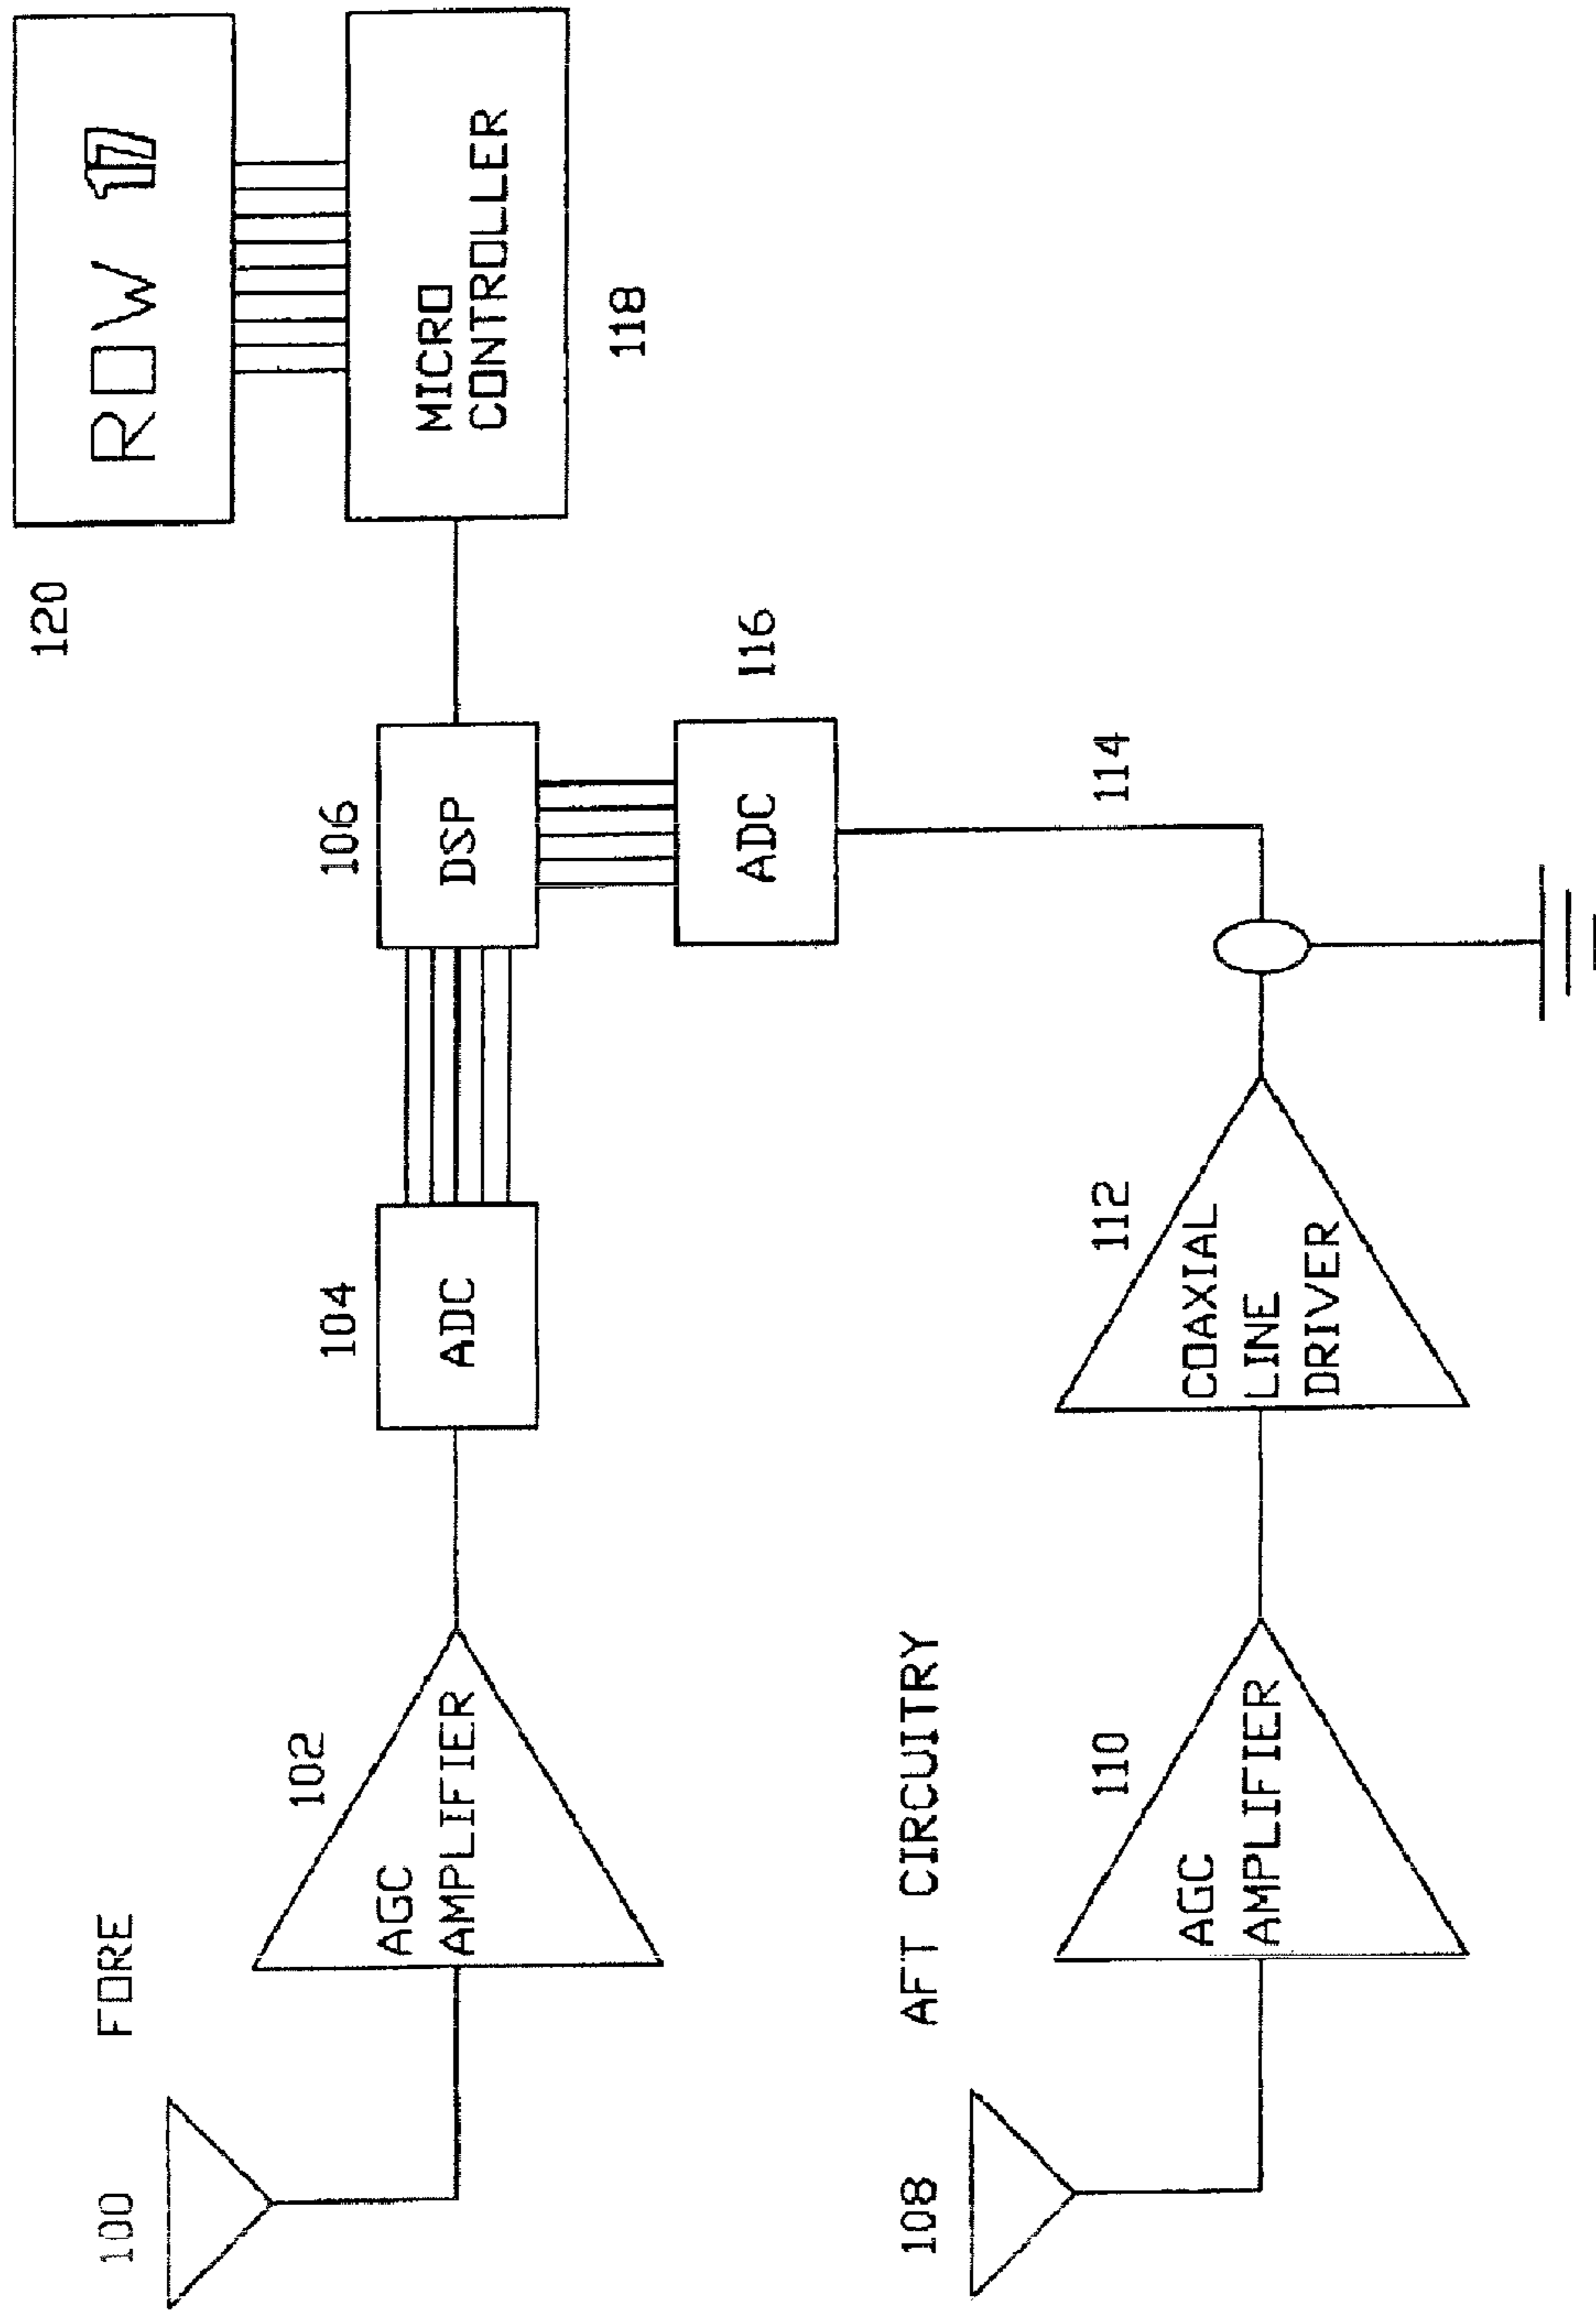 120
100
FORE
ROW 17
102
104
106
AGC
AMPLIFIER
ADC
DSP
MICRO
CONTROLLER
118
ADC
116
108
AFT CIRCUITRY
110
112
114
AGC
AMPLIFIER
COAXIAL
LINE
DRIVER